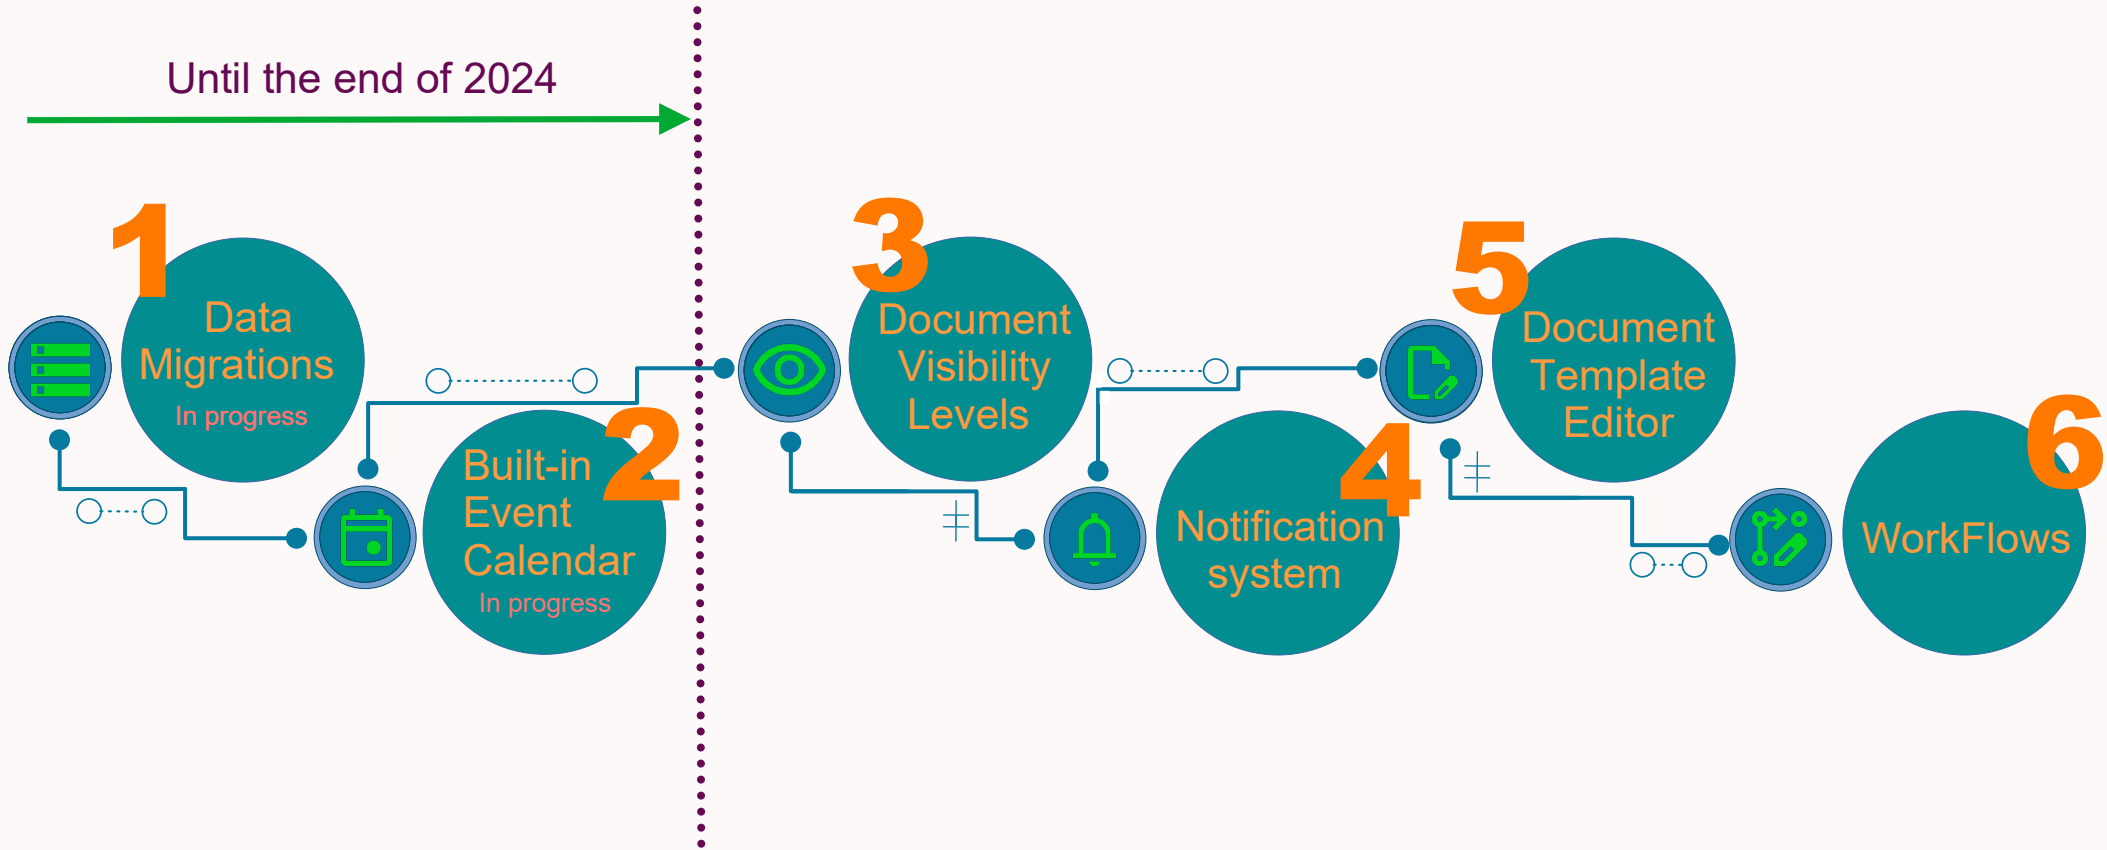 Until the end of 2024
1
Data
Migrations
In progress
2
Built-in
Event
Calendar
In progress
3
Document
Visibility
Levels
4
Notification
system
5
Document
Template
Editor
6
WorkFlows